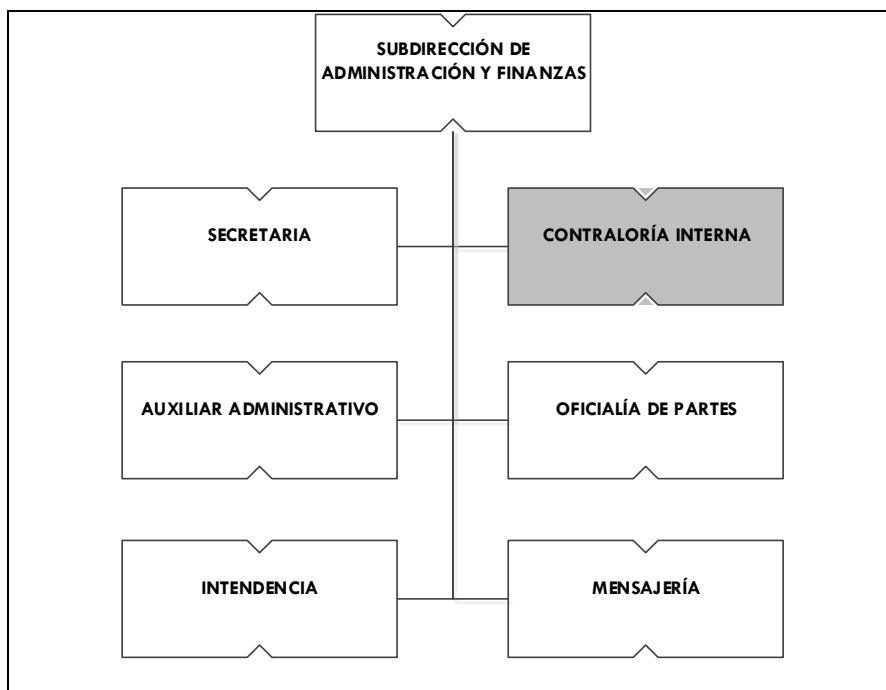 SUBDIRECCIÓN DE
ADMINISTRACIÓN Y FINANZAS
SECRETARIA
CONTRALORÍA INTERNA
AUXILIAR ADMINISTRATIVO
OFICIALÍA DE PARTES
INTENDENCIA
MENSAJERÍA